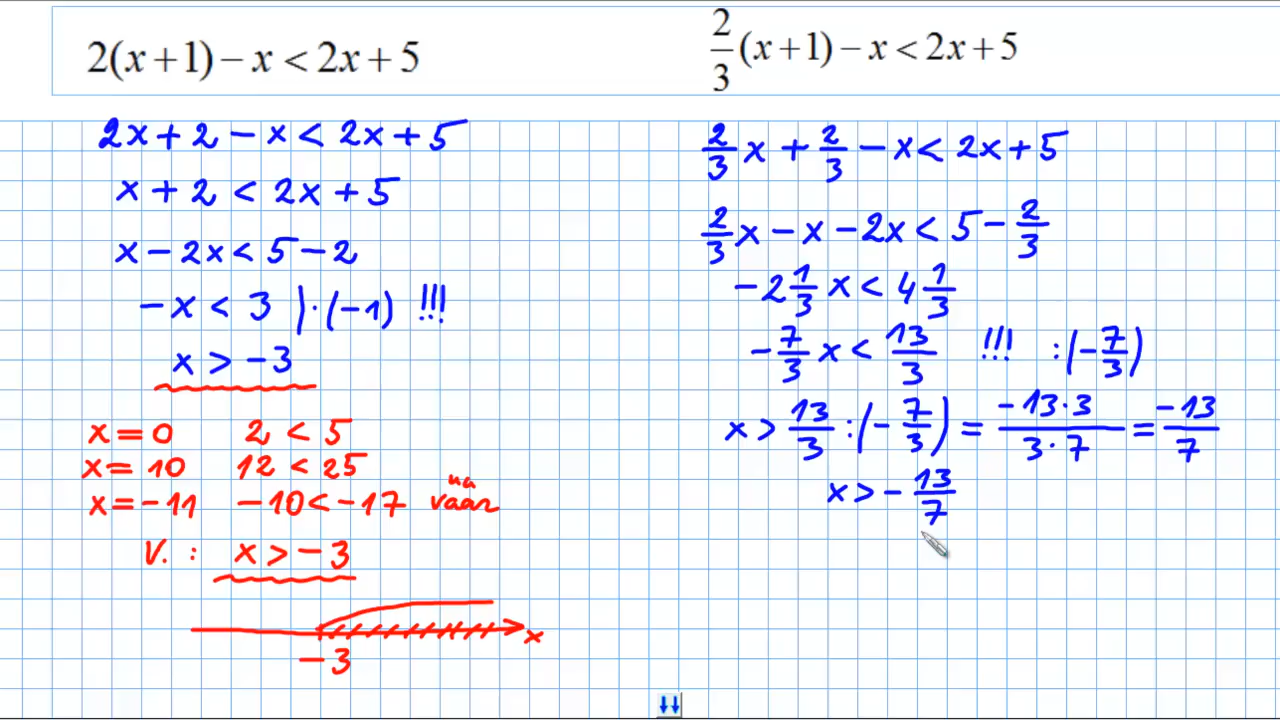 2(x+1)−x<2x+5
2x+2−x<2x+5
x+2<2x+5
x−2x<5−2
−x<3 |·(−1) !!!
x>−3
x=0 2<5
x=10 12<25
x=−11 −10<−17 vaar
V.: x>−3
−3 x
2/3(x+1)−x<2x+5
2/3x+2/3−x<2x+5
2/3x−x−2x<5−2/3
−2 1/3x<4 1/3
−7/3x<13/3 !!! :(−7/3)
x>13/3:(−7/3)=−13·3/3·7=−13/7
x>−13/7